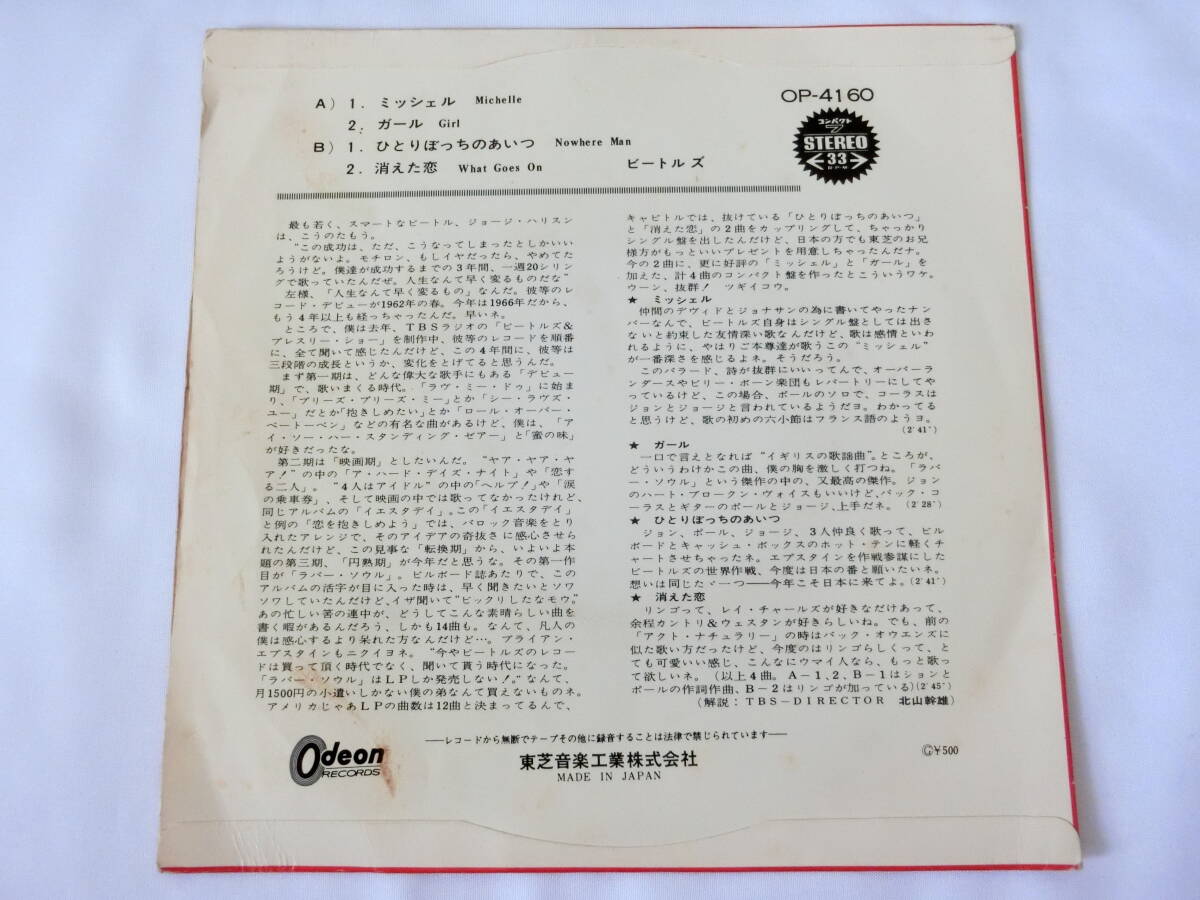 A) 1. ミッシェル Michelle
2. ガール Girl
B) 1. ひとりぼっちのあいつ Nowhere Man
2. 消えた恋 What Goes On ビートルズ
OP-4160
コンパクト
7
STEREO
33
RPM
最も若く、スマートなビートル、ジョージ・ハリスン
は、こうのたもう。
“この成功は、ただ、こうなってしまったとしかいい
ようがないよ。モチロン、もしイヤだったら、やめてた
ろうけど。僕達が成功するまでの3年間、一週20シリン
グで歌っていたんだぜ。人生なんて早く変るものだな”
左様、「人生なんて早く変るもの」なんだ。彼等のレ
コード・デビューが1962年の春。今年は1966年だから、
もう4年以上も経っちゃったんだ。早いネ。
ところで、僕は去年、TBSラジオの「ビートルズ&
プレスリー・ショー」を制作中、彼等のレコードを順番
に、全て聞いて感じたんだけど、この4年間に、彼等は
三段階の成長というか、変化をとげてると思うんだ。
まず第一期は、どんな偉大な歌手にもある「デビュー
期」で、歌いまくる時代。「ラヴ・ミー・ドゥ」に始ま
り、「プリーズ・プリーズ・ミー」とか「シー・ラヴズ・
ユー」だとか「抱きしめたい」とか「ロール・オーバー・
ベートーベン」などの有名な曲があるけど、僕は、「ア
イ・ソー・ハー・スタンディング・ゼアー」と「蜜の味」
が好きだったな。
第二期は「映画期」としたいんだ。“ヤア・ヤア・ヤ
ア!”の中の「ア・ハード・デイズ・ナイト」や「恋す
る二人」。“4人はアイドル”の中の「ヘルプ!」や「涙
の乗車券」、そして映画の中では歌ってなかったけれど、
同じアルバムの「イエスタデイ」。この「イエスタデイ」
と例の「恋を抱きしめよう」では、バロック音楽をとり
入れたアレンジで、そのアイデアの奇抜さに感心させら
れたんだけど、この見事な「転換期」から、いよいよ本
題の第三期、「円熟期」が今年だと思うな。その第一作
目が「ラバー・ソウル」。ビルボード誌あたりで、この
アルバムの活字が目に入った時は、早く聞きたいとソワ
ソワしていたんだけど、イザ聞いて“ビックリしたなモウ。”
あの忙しい筈の連中が、どうしてこんな素晴らしい曲を
書く暇があるんだろう、しかも14曲も。なんて、凡人の
僕は感心するより呆れた方なんだけど…。ブライアン・
エプスタインもニクイヨネ。“今やビートルズのレコー
ドは買って頂く時代でなく、聞いて貰う時代になった。
「ラバー・ソウル」はLPしか発売しない!”なんて、
月1500円の小遣いしかない僕の弟なんて買えないものネ。
アメリカじゃあLPの曲数は12曲と決まってるんで、
キャピトルでは、抜けている「ひとりぼっちのあいつ」
と「消えた恋」の2曲をカップリングして、ちゃっかり
シングル盤を出したんだけど、日本の方でも東芝のお兄
様方がもっといいプレゼントを用意しちゃったんだナ。
今の2曲に、更に好評の「ミッシェル」と「ガール」を
加えた、計4曲のコンパクト盤を作ったとこういうワケ。
ウーン、抜群! ツギイコウ。
★ ミッシェル
仲間のデヴィドとジョナサンの為に書いてやったナン
バーなんで、ビートルズ自身はシングル盤としては出さ
ないと約束した友情深い歌なんだけど、歌は感情といわ
れるように、やはりご本尊達が歌うこの“ミッシェル”
が一番深さを感じるよネ。そうだろう。
このバラード、詩が抜群にいいってんで、オーバーラ
ンダースやビリー・ボーン楽団もレパートリーにしてや
っているけど、この場合、ポールのソロで、コーラスは
ジョンとジョージと言われているようだヨ。わかってる
と思うけど、歌の初めの六小節はフランス語のようヨ。
(2′41″)
★ ガール
一口で言えとなれば“イギリスの歌謡曲”。ところが、
どういうわけかこの曲、僕の胸を激しく打つね。「ラバ
ー・ソウル」という傑作の中の、又最高の傑作。ジョン
のハート・ブロークン・ヴォイスもいいけど、バック・コ
ーラスとギターのポールとジョージ、上手だネ。(2′28″)
★ ひとりぼっちのあいつ
ジョン、ポール、ジョージ、3人仲良く歌って、ビル
ボードとキャッシュ・ボックスのホット・テンに軽くチ
ャートさせちゃったネ。エプスタインを作戦参謀にした
ビートルズの世界作戦、今度は日本の番と願いたいネ。
想いは同じたゞ一つ——今年こそ日本に来てよ。(2′41″)
★ 消えた恋
リンゴって、レイ・チャールズが好きなだけあって、
余程カントリ&ウェスタンが好きらしいね。でも、前の
「アクト・ナチュラリー」の時はバック・オウエンズに
似た歌い方だったけど、今度のはリンゴらしくって、と
ても可愛いい感じ、こんなにウマイ人なら、もっと歌っ
て欲しいネ。(以上4曲。A-1、2、B-1はジョンと
ポールの作詞作曲、B-2はリンゴが加っている)(2′45″)
(解説:TBS-DIRECTOR 北山幹雄)
Odeon
RECORDS
——レコードから無断でテープその他に録音することは法律で禁じられています——
東芝音楽工業株式会社
MADE IN JAPAN
Ⓖ¥500